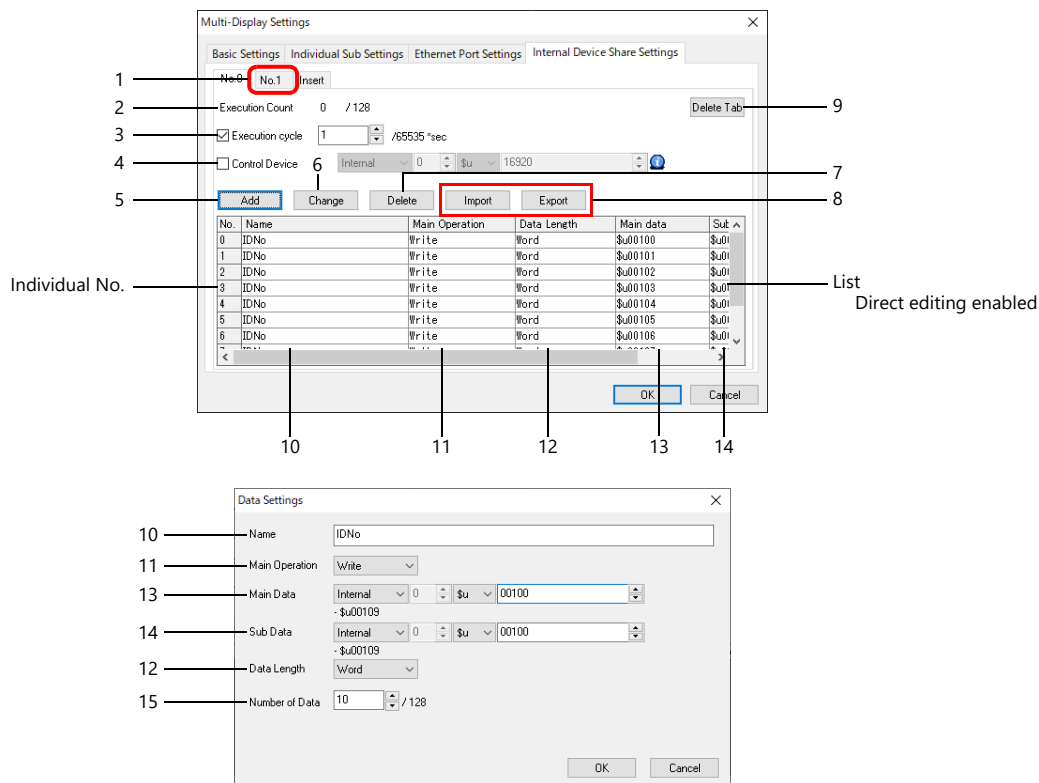 Multi-Display Settings
Basic Settings Individual Sub Settings Ethernet Port Settings Internal Device Share Settings
1 No.0 No.1 Insert
2 Execution Count 0 / 128 Delete Tab 9
3 Execution cycle 1 /65535 *sec
4 Control Device 6 Internal 0 $u 16920
7
5 Add Change Delete Import Export 8
No. Name Main Operation Data Length Main data Sub
0 IDNo Write Word $u00100 $u0
1 IDNo Write Word $u00101 $u0
2 IDNo Write Word $u00102 $u0
Individual No. 3 IDNo Write Word $u00103 $u0 List
4 IDNo Write Word $u00104 $u0 Direct editing enabled
5 IDNo Write Word $u00105 $u0
6 IDNo Write Word $u00106 $u0
OK Cancel
10 11 12 13 14
Data Settings
10 Name IDNo
11 Main Operation Write
13 Main Data Internal 0 $u 00100
- $u00109
14 Sub Data Internal 0 $u 00100
- $u00109
12 Data Length Word
15 Number of Data 10 / 128
OK Cancel